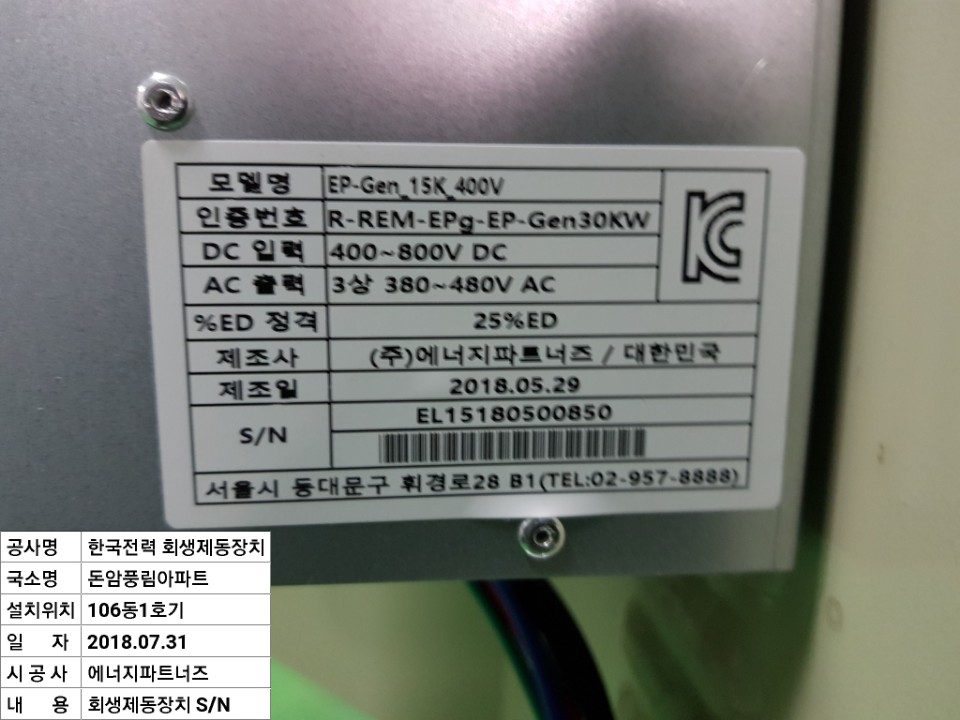 모델명 EP-Gen_15K_400V
인증번호 R-REM-EPg-EP-Gen30KW
DC 입력 400~800V DC
AC 출력 3상 380~480V AC
%ED 정격 25%ED
제조사 (주)에너지파트너즈 / 대한민국
제조일 2018.05.29
S/N EL15180500850
서울시 동대문구 휘경로28 B1(TEL:02-957-8888)
공사명 한국전력 회생제동장치
국소명 돈암풍림아파트
설치위치 106동1호기
일 자 2018.07.31
시 공 사 에너지파트너즈
내 용 회생제동장치 S/N